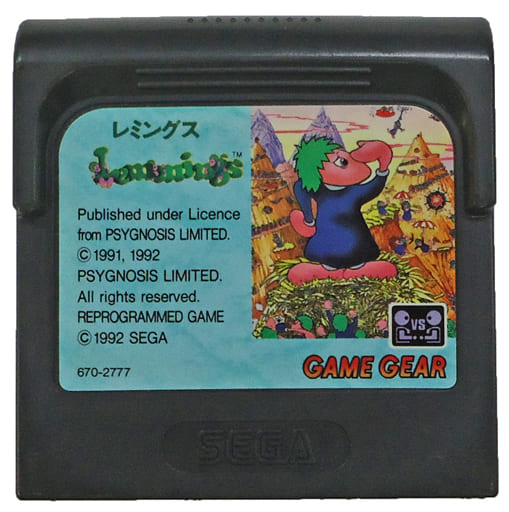 レミングス
Lemmings™
Published under Licence
from PSYGNOSIS LIMITED.
©1991, 1992
PSYGNOSIS LIMITED.
All rights reserved.
REPROGRAMMED GAME
©1992 SEGA
670-2777
VS
GAME GEAR
SEGA